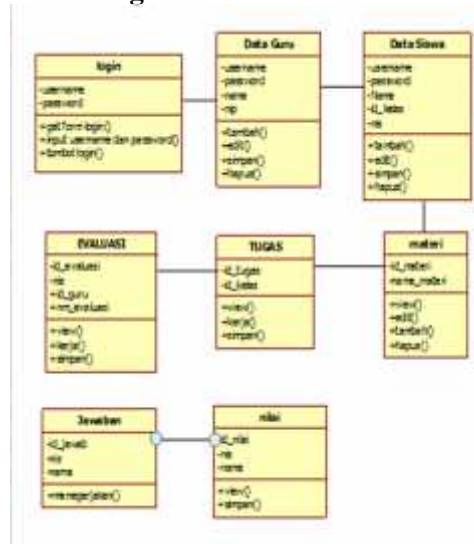 login
-username
-password
+get form login()
+input username dan password()
+tombol login()
Data Guru
-username
-password
-nama
-nip
+tambah()
+edit()
+simpan()
+hapus()
Data Siswa
-username
-password
-Nama
-id_kelas
-nis
+tambah()
+edit()
+simpan()
+hapus()
EVALUASI
-id_evaluasi
-nis
+id_guru
+nm_evaluasi
+view()
+kerja()
+simpan()
TUGAS
-id_tugas
-id_kelas
+view()
+kerja()
+simpan()
materi
-id_materi
-nama_materi
+view()
+edit()
+tambah()
+hapus()
Jawaban
-id_jawab
-nis
-nama
+mengerjakan()
nilai
id_nilai
-nis
-nama
+view()
+simpan()